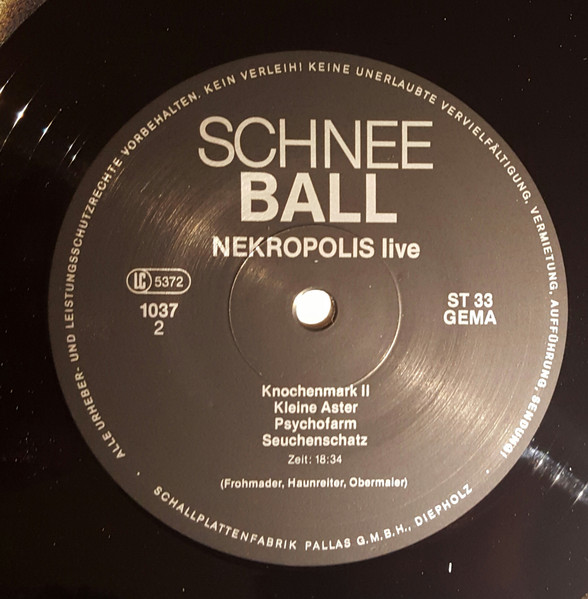 ALLE URHEBER- UND LEISTUNGSSCHUTZRECHTE VORBEHALTEN. KEIN VERLEIH! KEINE UNERLAUBTE VERVIELFÄLTIGUNG, VERMIETUNG, AUFFÜHRUNG, SENDUNG!
SCHNEE
BALL
NEKROPOLIS live
LC 5372
1037
2
ST 33
GEMA
Knochenmark II
Kleine Aster
Psychofarm
Seuchenschatz
Zeit: 18:34
(Frohmader, Haunreiter, Obermaier)
SCHALLPLATTENFABRIK PALLAS G.M.B.H., DIEPHOLZ